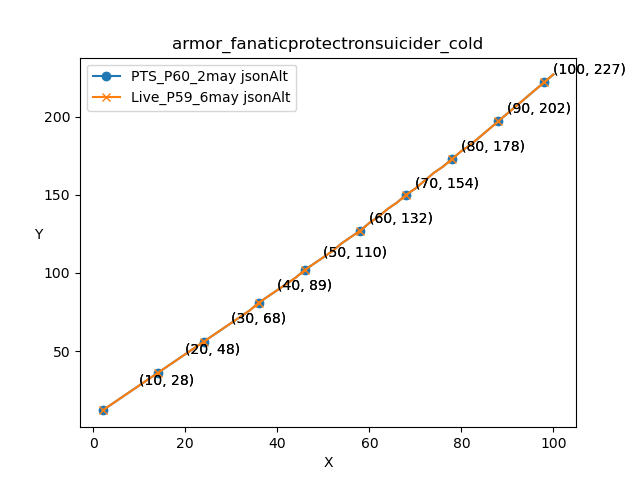 armor_fanaticprotectronsuicider_cold
PTS_P60_2may jsonAlt
Live_P59_6may jsonAlt
(100, 227)
(90, 202)
(80, 178)
(70, 154)
(60, 132)
(50, 110)
(40, 89)
(30, 68)
(20, 48)
(10, 28)
200
150
100
50
Y
0 20 40 60 80 100
X